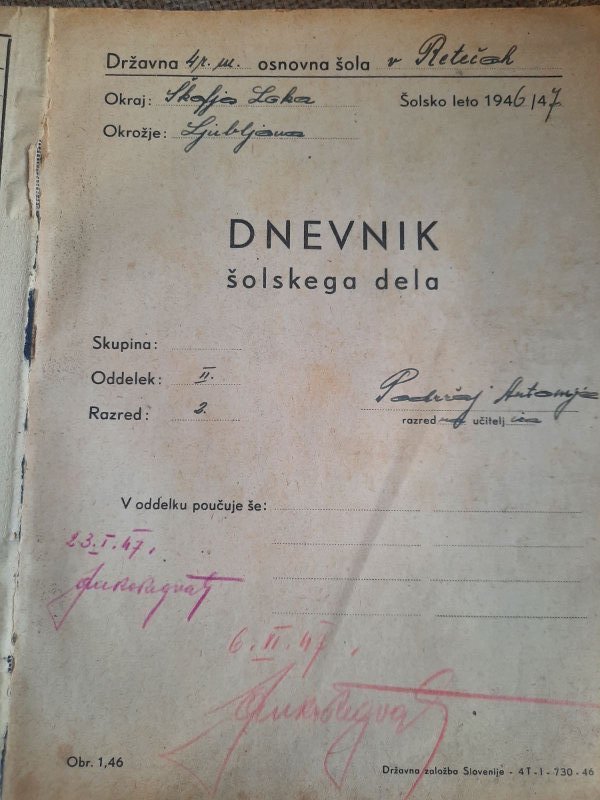 Državna 4r. m. osnovna šola v Retečah
Okraj: Škofja Loka Šolsko leto 1946/47
Okrožje: Ljubljana
DNEVNIK
šolskega dela
Skupina:
Oddelek: II.
Razred: 2.
Antonija
razred učitelj
V oddelku poučuje še:
23.I.47.
6. VI. 47.
Obr. 1,46
Državna založba Slovenije - 4T-1-730-46